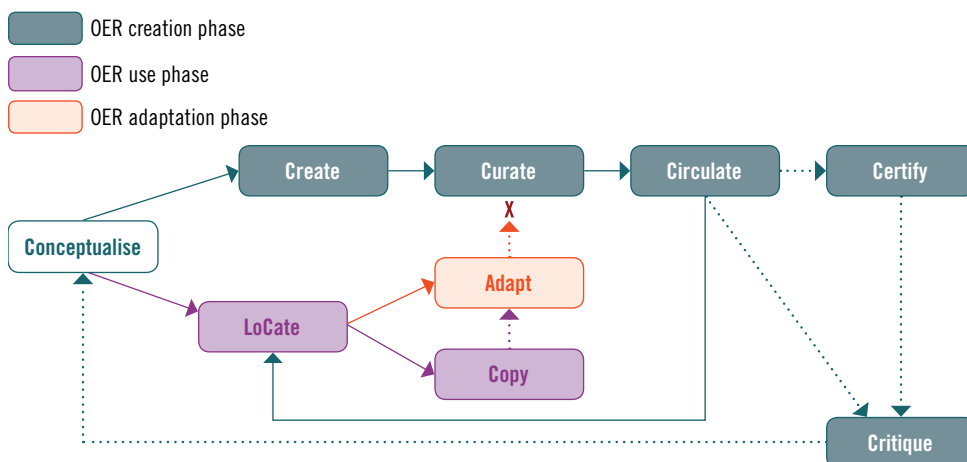 OER creation phase
OER use phase
OER adaptation phase
Create
Curate
Circulate
Certify
X
Conceptualise
Adapt
LoCate
Copy
Critique